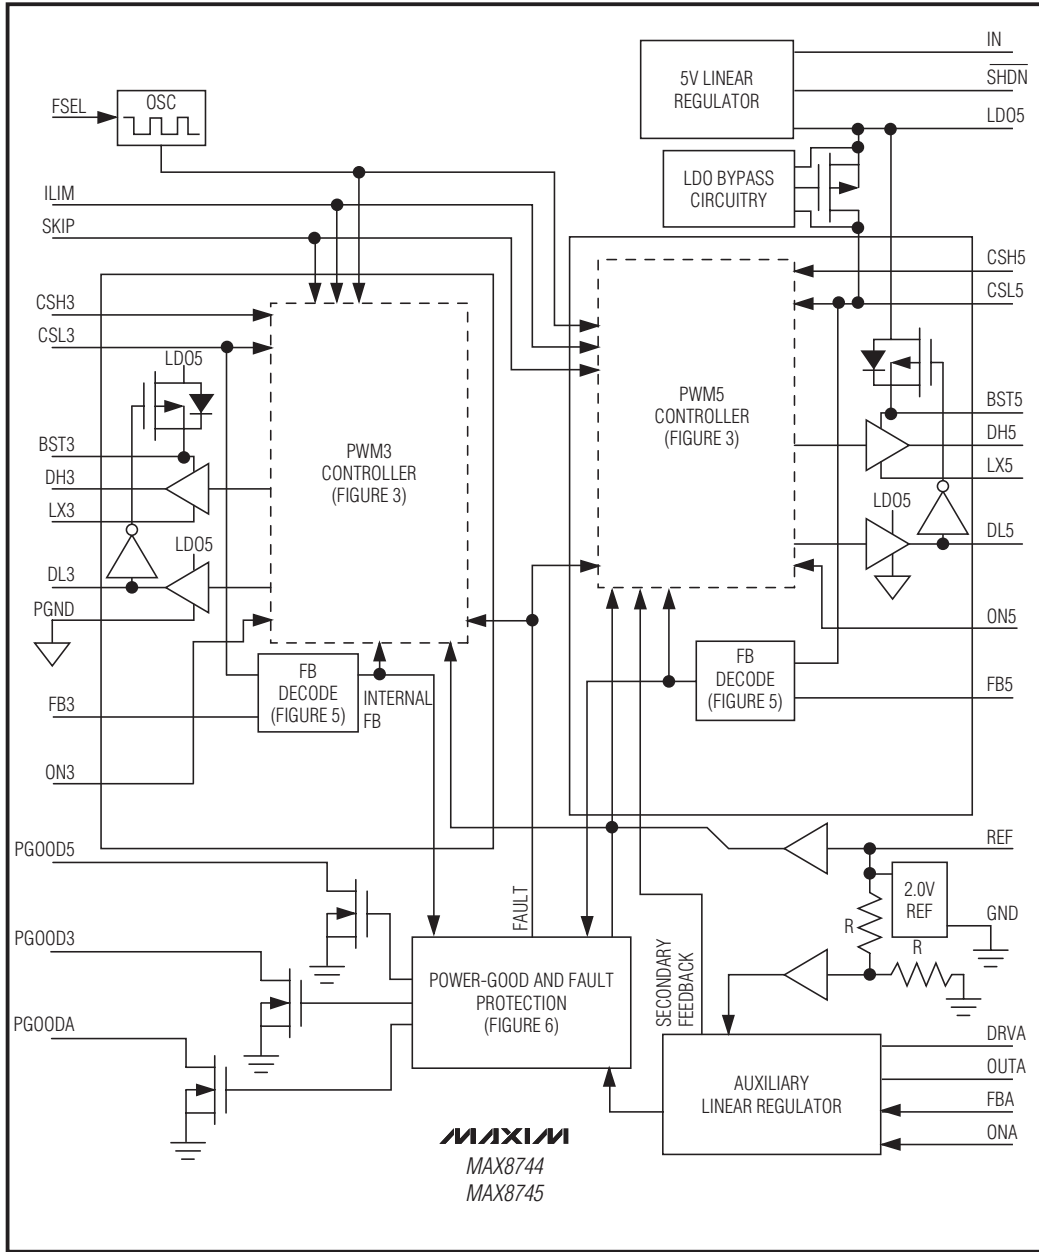 IN
5V LINEAR
REGULATOR
SHDN
OSC
FSEL
LDO5
LDO BYPASS
CIRCUITRY
ILIM
SKIP
CSH5
CSH3
CSL5
CSL3
LDO5
PWM5
CONTROLLER
(FIGURE 3)
BST5
BST3
PWM3
CONTROLLER
(FIGURE 3)
DH5
DH3
LX5
LX3
LDO5
LDO5
DL5
DL3
PGND
ON5
FB
DECODE
(FIGURE 5)
FB
DECODE
(FIGURE 5)
INTERNAL
FB
FB5
FB3
ON3
REF
PGOOD5
2.0V
REF
FAULT
R
GND
PGOOD3
R
SECONDARY
FEEDBACK
POWER-GOOD AND FAULT
PROTECTION
(FIGURE 6)
PGOODA
DRVA
OUTA
AUXILIARY
LINEAR REGULATOR
FBA
ONA
MAXIM
MAX8744
MAX8745